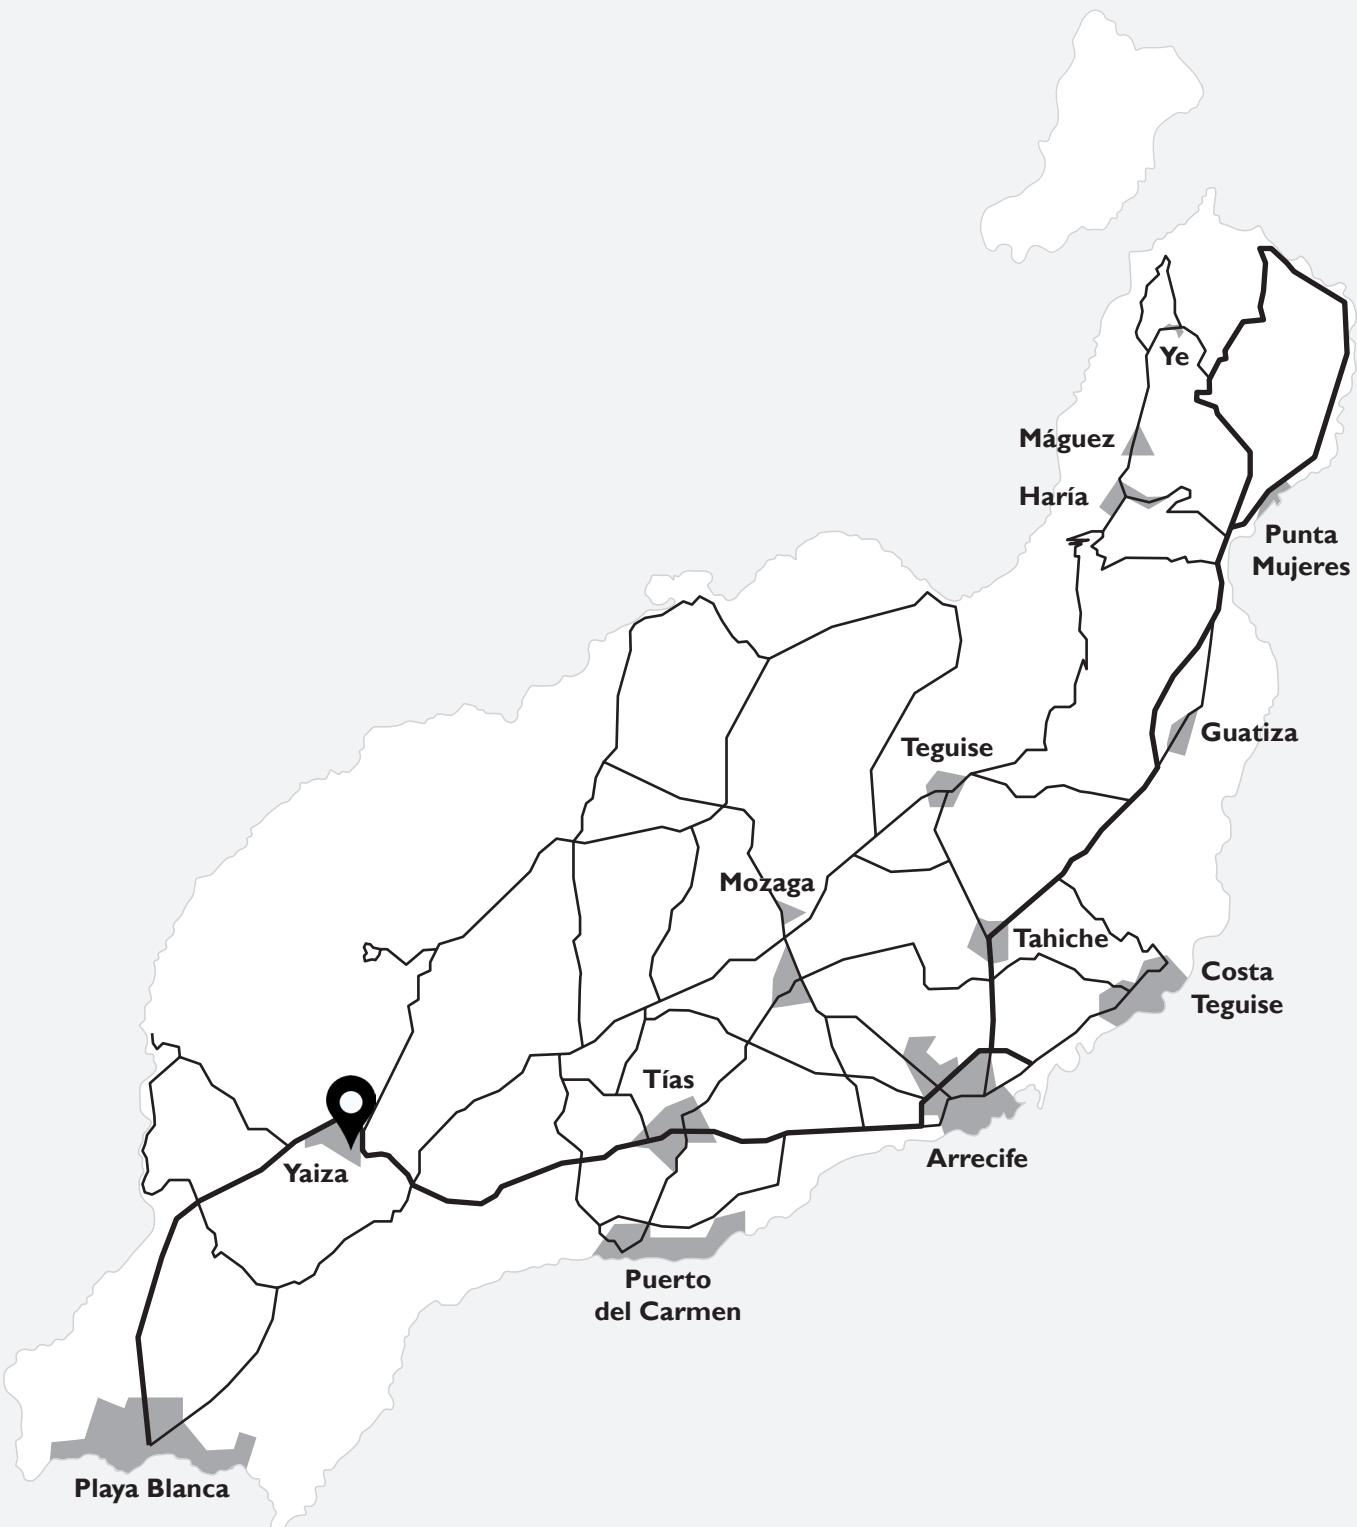 Ye
Máguez
Haría
Punta
Mujeres
Guatiza
Teguise
Mozaga
Tahiche
Costa
Teguise
Tías
Arrecife
Yaiza
Puerto
del Carmen
Playa Blanca